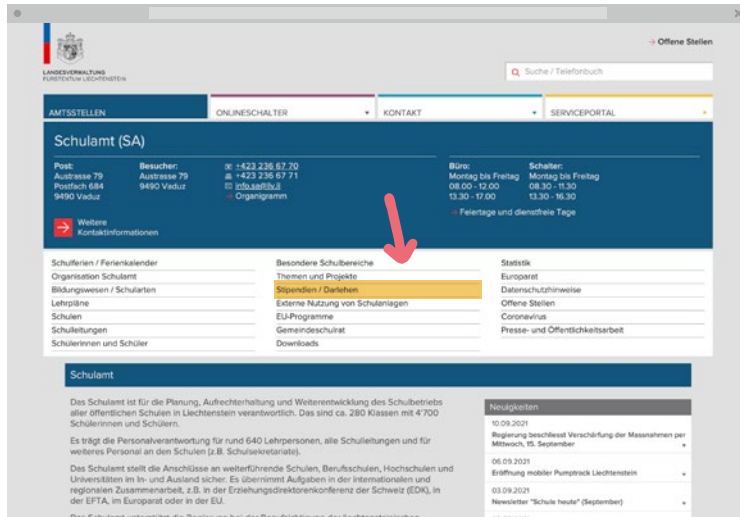 → Offene Stellen
LANDESVERWALTUNG
FÜRSTENTUM LIECHTENSTEIN
Suche / Telefonbuch
AMTSSTELLEN
ONLINESCHALTER
KONTAKT
SERVICEPORTAL
Schulamt (SA)
Post:
Austrasse 79
Postfach 684
9490 Vaduz
Besucher:
Austrasse 79
9490 Vaduz
+423 236 67 70
+423 236 67 71
info.sa@llv.li
→ Organigramm
Büro:
Montag bis Freitag
08.00 - 12.00
13.30 - 17.00
Schalter:
Montag bis Freitag
08.30 - 11.30
13.30 - 16.30
→ Feiertage und dienstfreie Tage
→ Weitere
Kontaktinformationen
Schulferien / Ferienkalender
Organisation Schulamt
Bildungswesen / Schularten
Lehrpläne
Schulen
Schulleitungen
Schülerinnen und Schüler
Besondere Schulbereiche
Themen und Projekte
Stipendien / Darlehen
Externe Nutzung von Schulanlagen
EU-Programme
Gemeindeschulrat
Downloads
Statistik
Europarat
Datenschutzhinweise
Offene Stellen
Coronavirus
Presse- und Öffentlichkeitsarbeit
Schulamt
Das Schulamt ist für die Planung, Aufrechterhaltung und Weiterentwicklung des Schulbetriebs
aller öffentlichen Schulen in Liechtenstein verantwortlich. Das sind ca. 280 Klassen mit 4'700
Schülerinnen und Schülern.
Es trägt die Personalverantwortung für rund 640 Lehrpersonen, alle Schulleitungen und für
weiteres Personal an den Schulen (z.B. Schulsekretariate).
Das Schulamt stellt die Anschlüsse an weiterführende Schulen, Berufsschulen, Hochschulen und
Universitäten im In- und Ausland sicher. Es übernimmt Aufgaben in der internationalen und
regionalen Zusammenarbeit, z.B. in der Erziehungsdirektorenkonferenz der Schweiz (EDK), in
der EFTA, im Europarat oder in der EU.
Neuigkeiten
10.09.2021
Regierung beschliesst Verschärfung der Massnahmen per
Mittwoch, 15. September
06.09.2021
Eröffnung mobiler Pumptrack Liechtenstein
03.09.2021
Newsletter "Schule heute" (September)